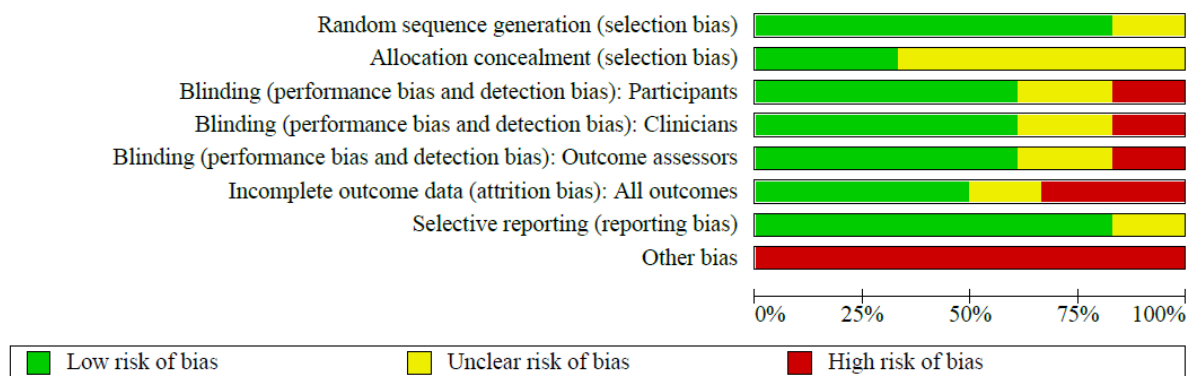 Random sequence generation (selection bias)
Allocation concealment (selection bias)
Blinding (performance bias and detection bias): Participants
Blinding (performance bias and detection bias): Clinicians
Blinding (performance bias and detection bias): Outcome assessors
Incomplete outcome data (attrition bias): All outcomes
Selective reporting (reporting bias)
Other bias
0% 25% 50% 75% 100%
Low risk of bias Unclear risk of bias High risk of bias